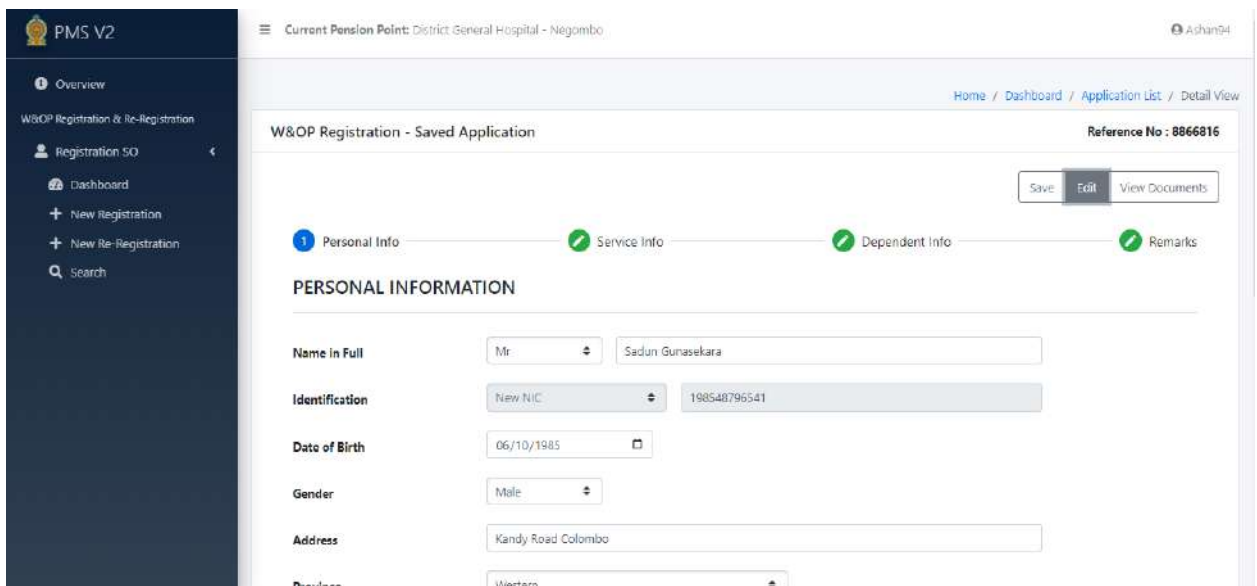 PMS V2
Current Pension Point: District General Hospital - Negombo
Ashan94
Overview
W&OP Registration & Re-Registration
Registration SO
Dashboard
New Registration
New Re-Registration
Search
Home / Dashboard / Application List / Detail View
W&OP Registration - Saved Application
Reference No : 8866816
Save Edit View Documents
1 Personal Info Service Info Dependent Info Remarks
PERSONAL INFORMATION
Name in Full Mr Sadun Gunasekara
Identification New NIC 198548796541
Date of Birth 06/10/1985
Gender Male
Address Kandy Road Colombo
Province Western